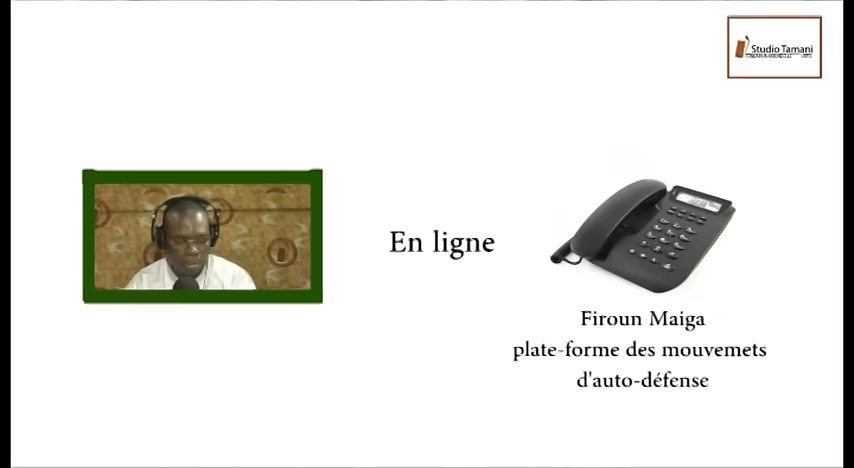 Studio Tamani
En ligne
Firoun Maiga
plate-forme des mouvemets
d'auto-défense